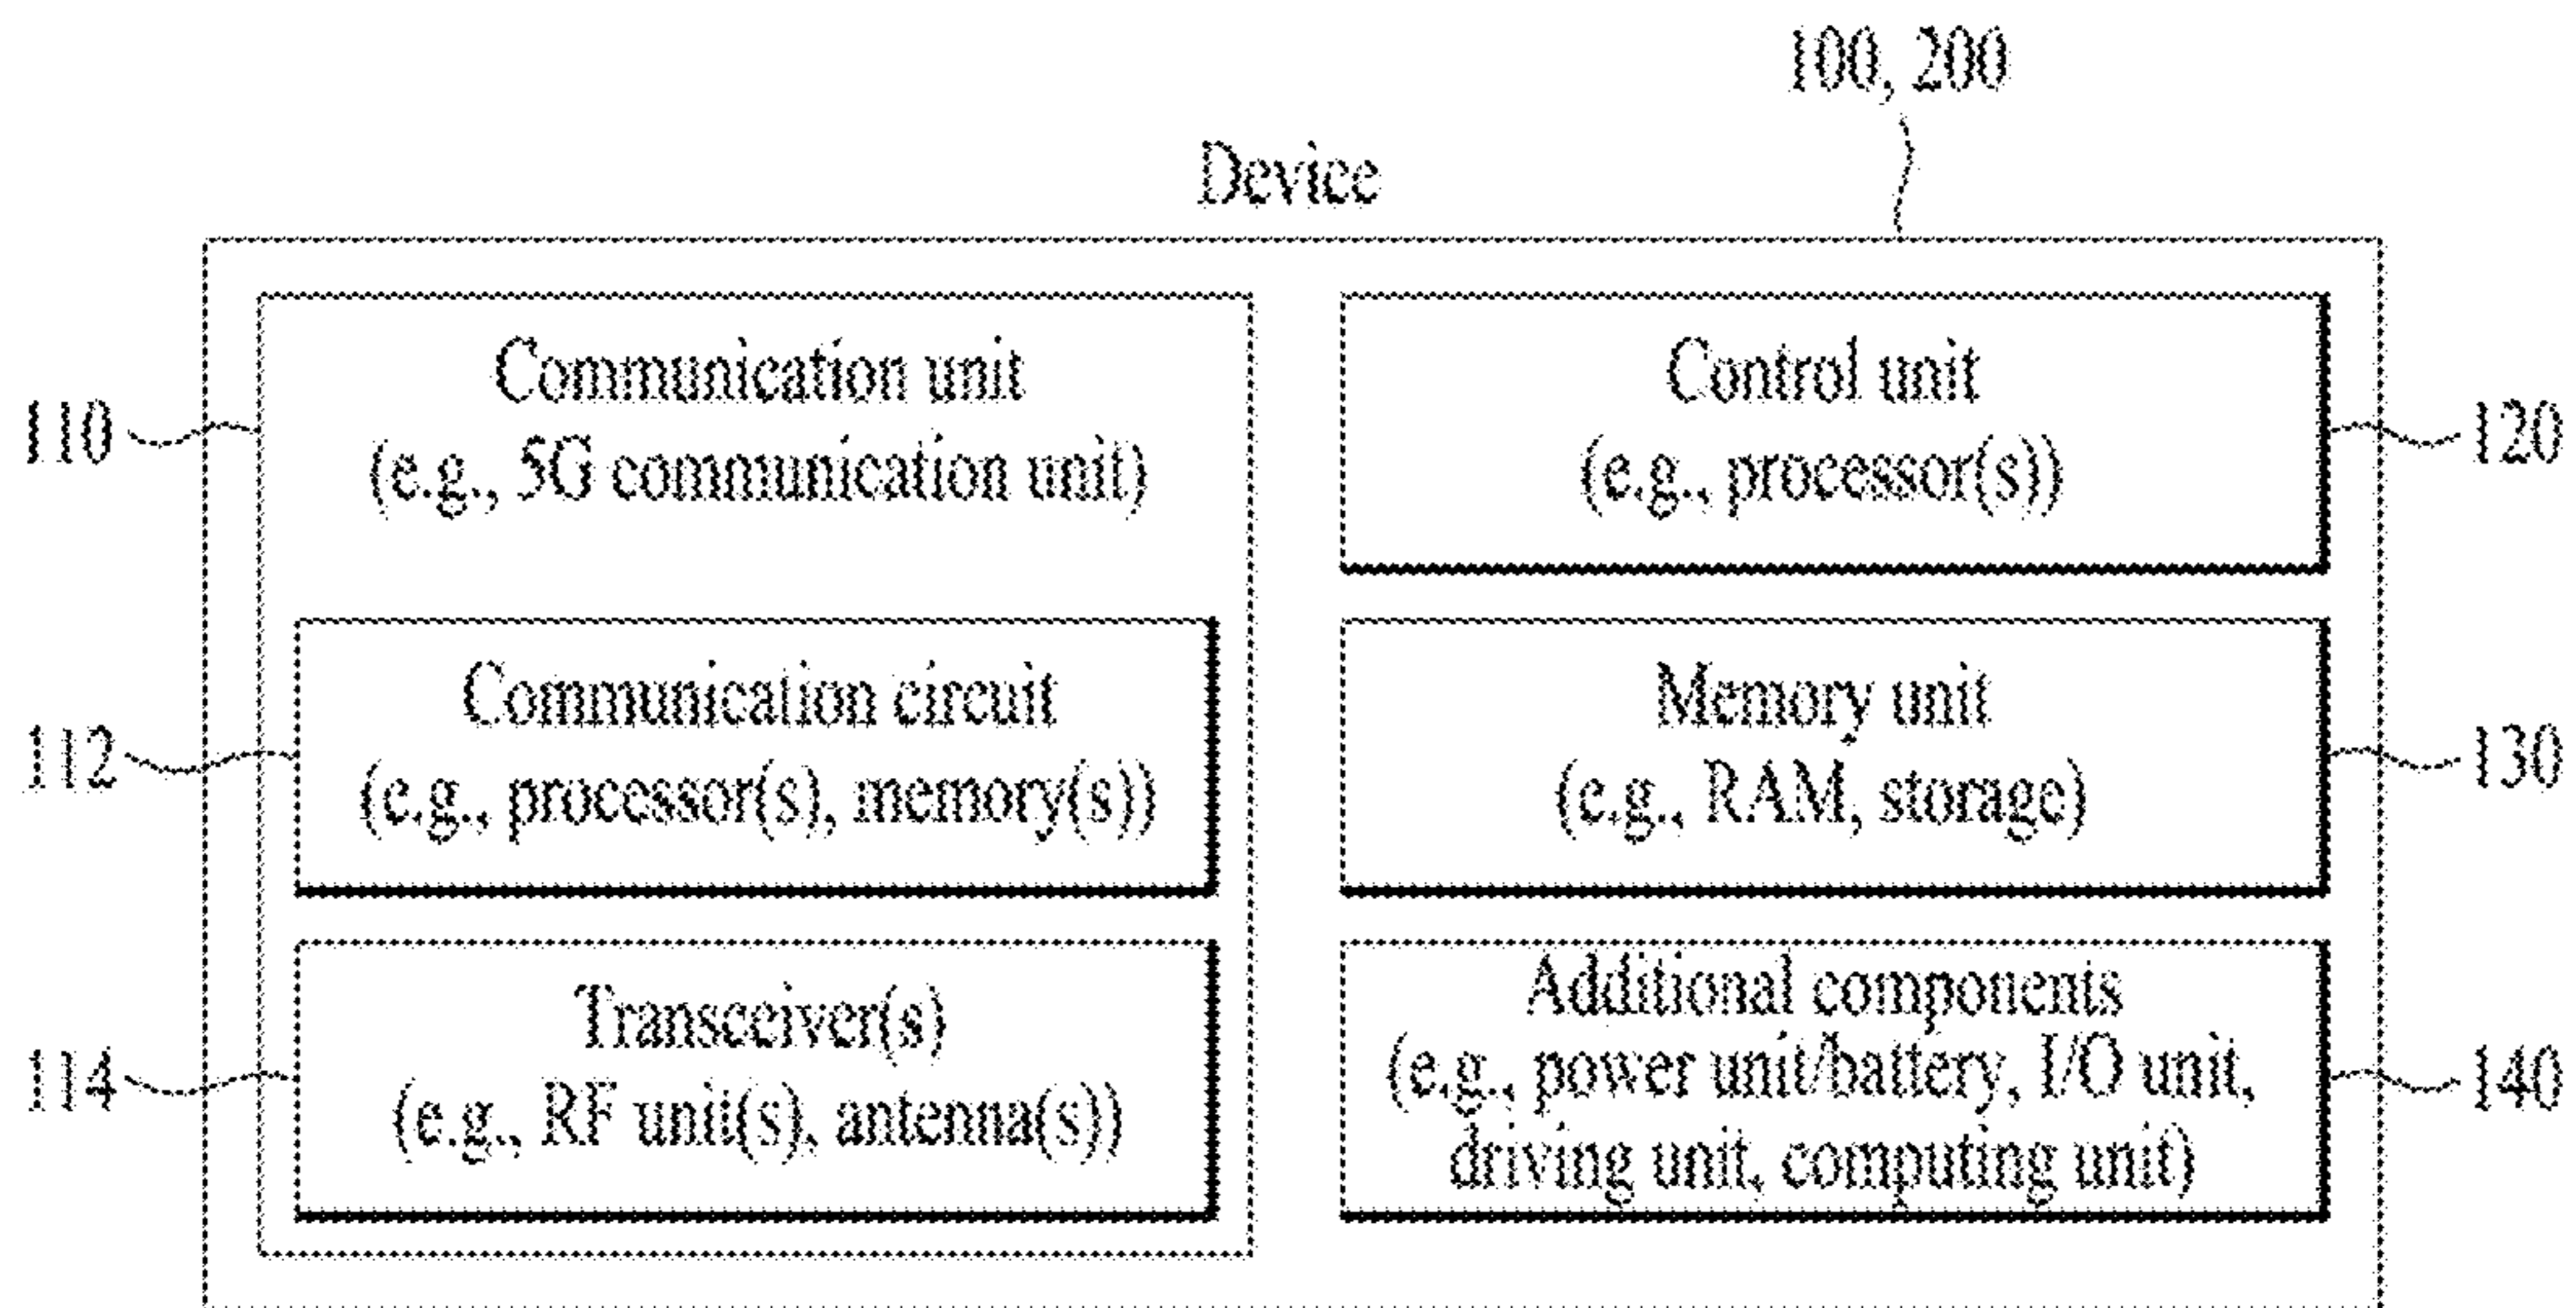 100, 200
Device
110
Communication unit
(e.g., 5G communication unit)
112
Communication circuit
(e.g., processor(s), memory(s))
114
Transceiver(s)
(e.g., RF unit(s), antenna(s))
Control unit
(e.g., processor(s))
120
Memory unit
(e.g., RAM, storage)
130
Additional components
(e.g., power unit/battery, I/O unit,
driving unit, computing unit)
140